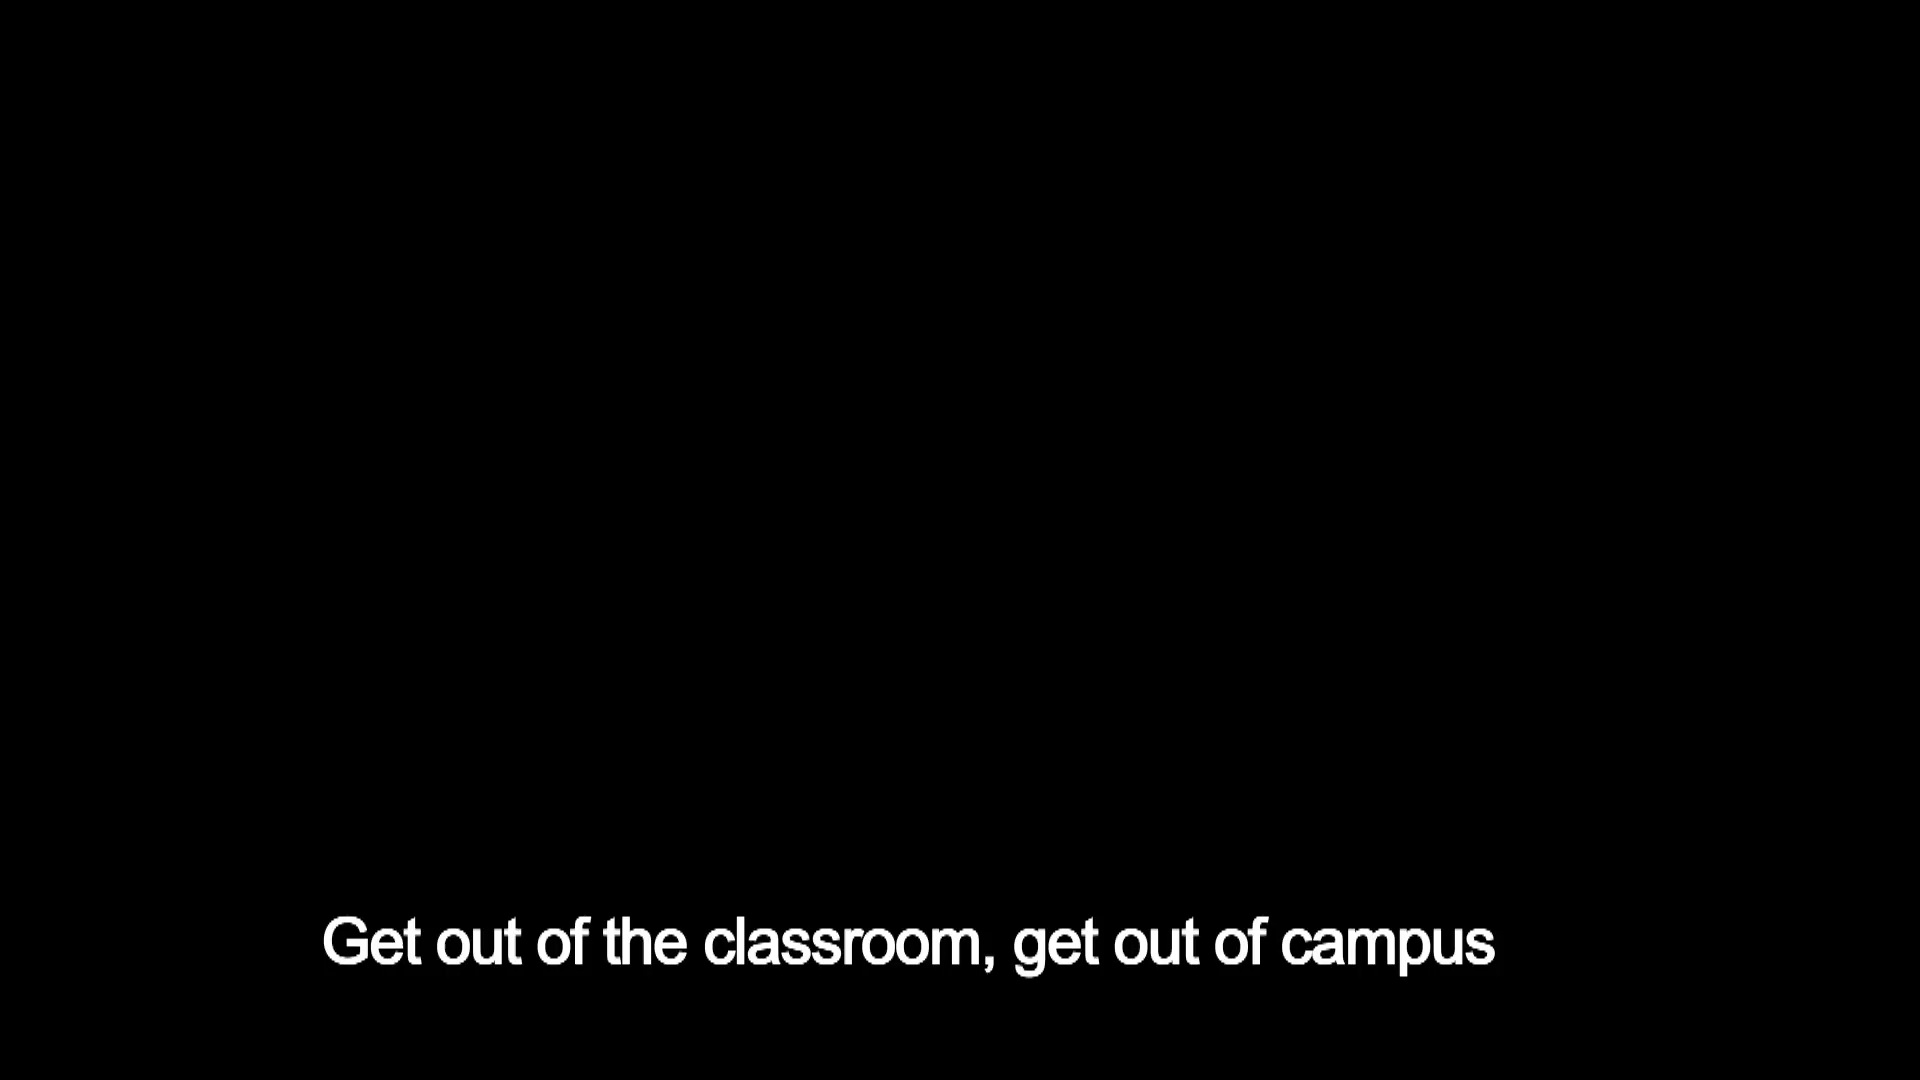 Get out of the classroom, get out of campus